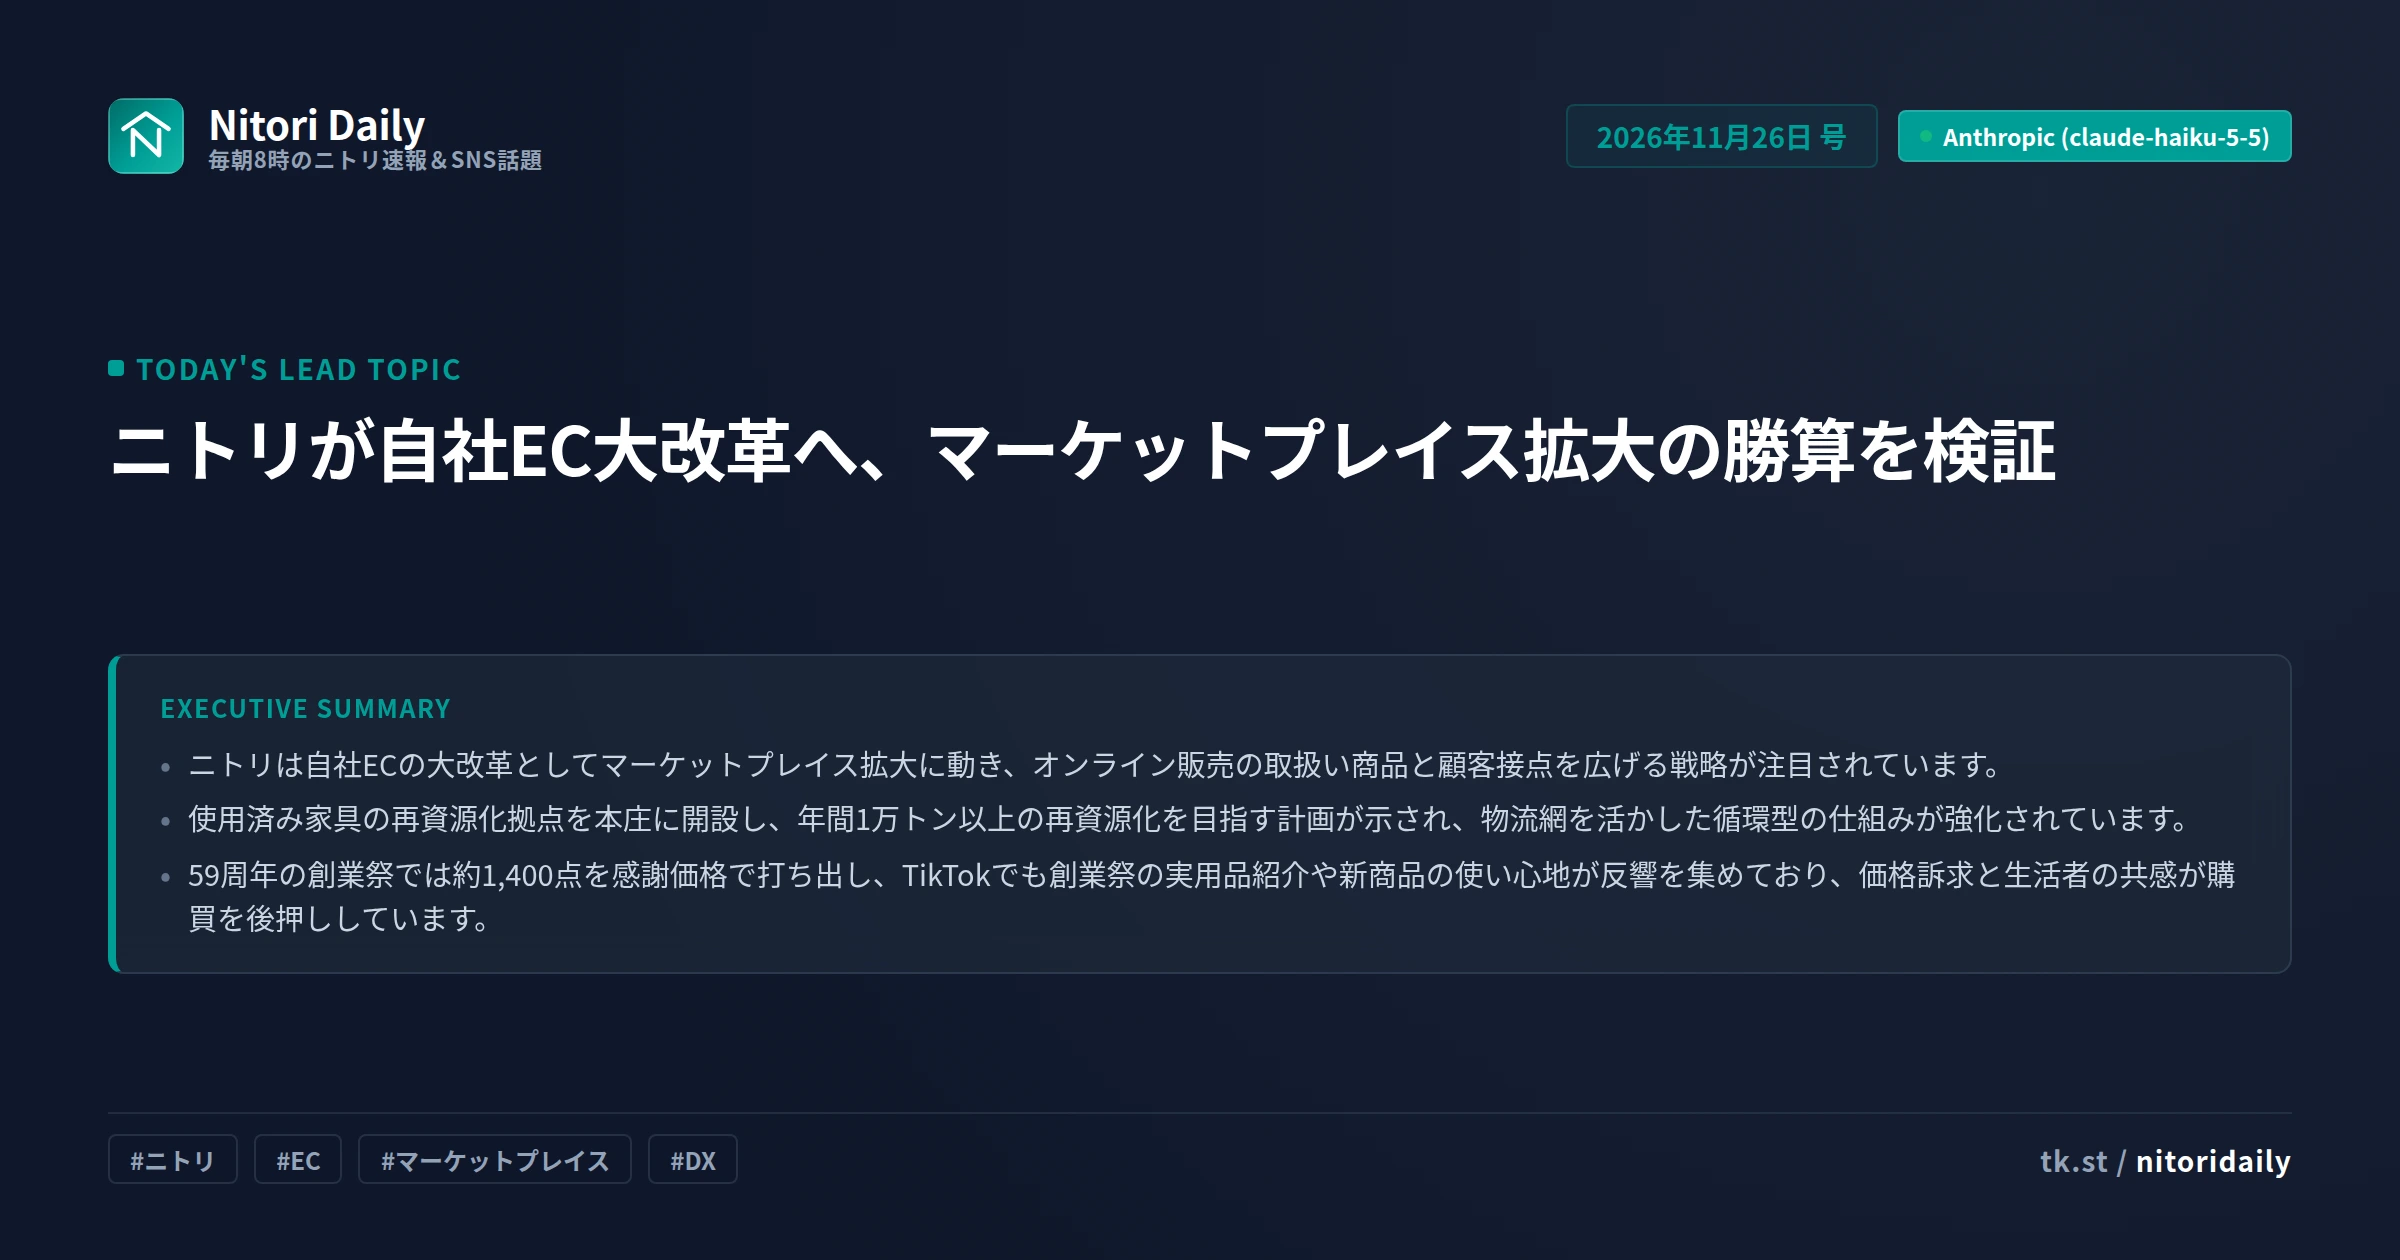 Nitori Daily
毎朝8時のニトリ速報＆SNS話題
2026年11月26日 号
Anthropic (claude-haiku-5-5)
TODAY'S LEAD TOPIC
ニトリが自社EC大改革へ、マーケットプレイス拡大の勝算を検証
EXECUTIVE SUMMARY
• ニトリは自社ECの大改革としてマーケットプレイス拡大に動き、オンライン販売の取扱い商品と顧客接点を広げる戦略が注目されています。
• 使用済み家具の再資源化拠点を本庄に開設し、年間1万トン以上の再資源化を目指す計画が示され、物流網を活かした循環型の仕組みが強化されています。
• 59周年の創業祭では約1,400点を感謝価格で打ち出し、TikTokでも創業祭の実用品紹介や新商品の使い心地が反響を集めており、価格訴求と生活者の共感が購
買を後押ししています。
#ニトリ
#EC
#マーケットプレイス
#DX
tk.st / nitoridaily